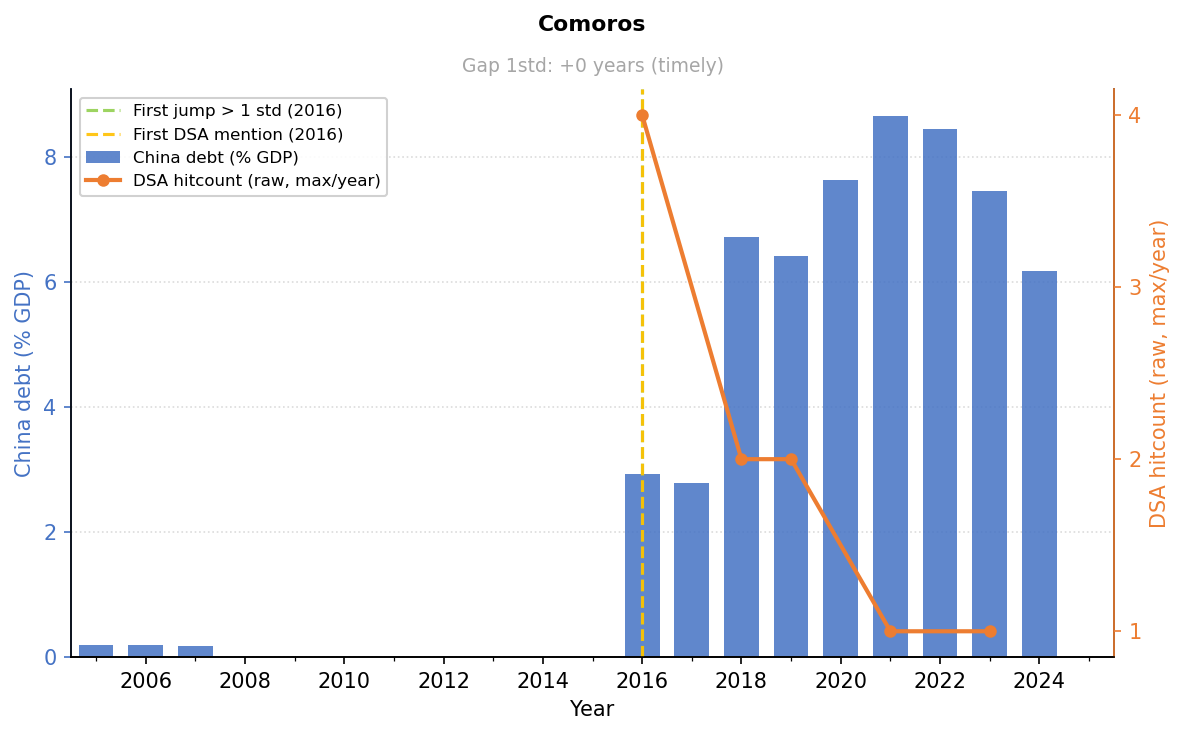 Comoros
Gap 1std: +0 years (timely)
First jump > 1 std (2016)
First DSA mention (2016)
China debt (% GDP)
DSA hitcount (raw, max/year)
China debt (% GDP)
0
2
4
6
8
DSA hitcount (raw, max/year)
1
2
3
4
2006 2008 2010 2012 2014 2016 2018 2020 2022 2024
Year